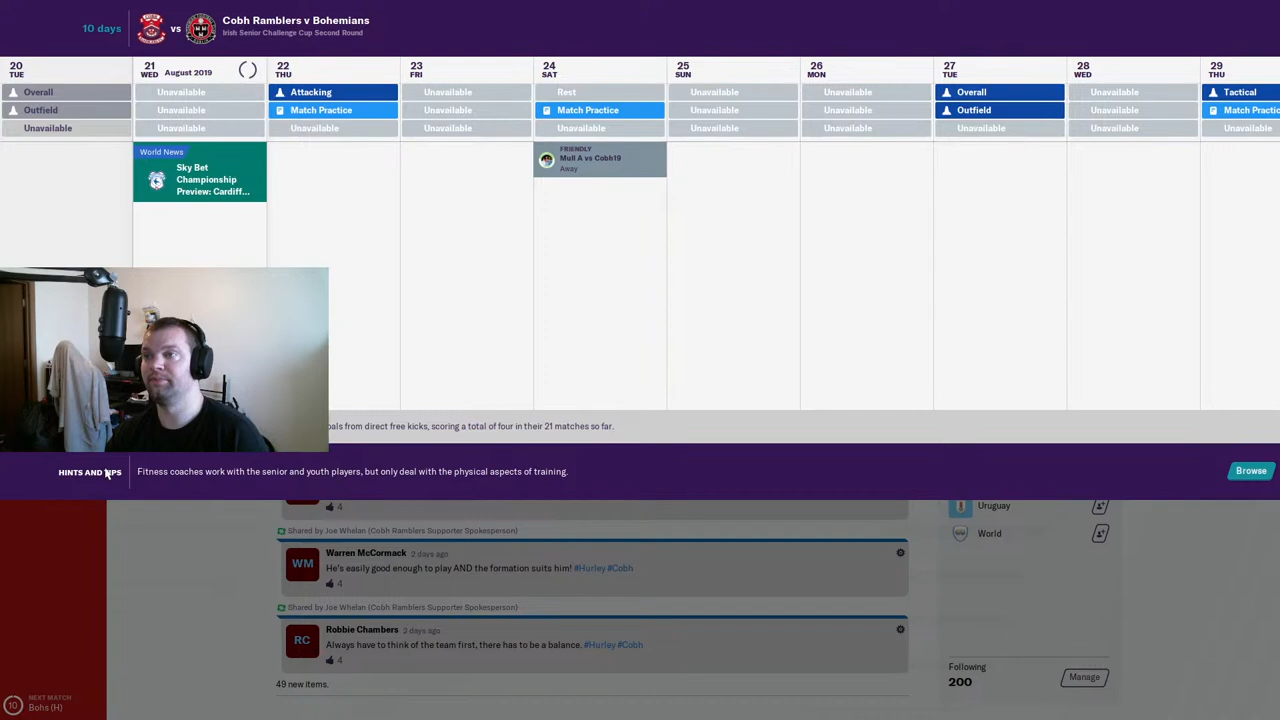 10 days
vs
Cobh Ramblers v Bohemians
Irish Senior Challenge Cup Second Round
20
TUE
21
WED
August 2019
22
THU
23
FRI
24
SAT
25
SUN
26
MON
27
TUE
28
WED
29
THU
Overall
Unavailable
Attacking
Unavailable
Rest
Unavailable
Unavailable
Overall
Unavailable
Tactical
Outfield
Unavailable
Match Practice
Unavailable
Match Practice
Unavailable
Unavailable
Outfield
Unavailable
Match Practic
Unavailable
Unavailable
Unavailable
Unavailable
Unavailable
Unavailable
Unavailable
Unavailable
Unavailable
Unavailable
World News
Sky Bet
Championship
Preview: Cardiff...
FRIENDLY
Mull A vs Cobh19
Away
oals from direct free kicks, scoring a total of four in their 21 matches so far.
HINTS AND TIPS
Fitness coaches work with the senior and youth players, but only deal with the physical aspects of training.
Browse
4
Uruguay
Shared by Joe Whelan (Cobh Ramblers Supporter Spokesperson)
World
WM
Warren McCormack 2 days ago
He's easily good enough to play AND the formation suits him! #Hurley #Cobh
4
Shared by Joe Whelan (Cobh Ramblers Supporter Spokesperson)
RC
Robbie Chambers 2 days ago
Always have to think of the team first, there has to be a balance. #Hurley #Cobh
4
Following
200
Manage
49 new items.
10
NEXT MATCH
Bohs (H)